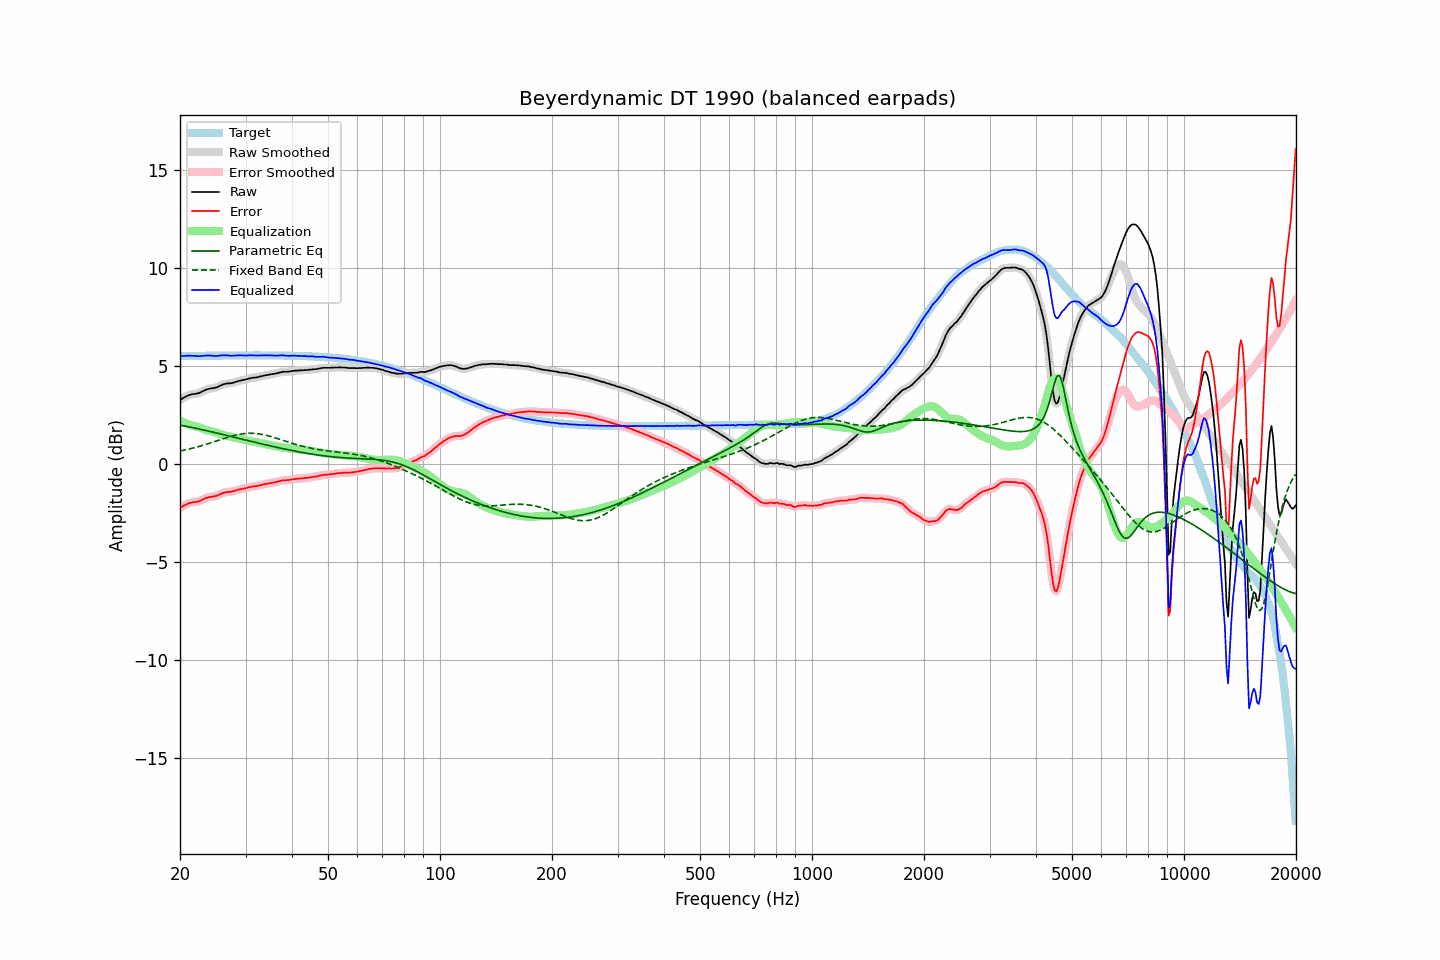 Beyerdynamic DT 1990 (balanced earpads)
Target
Raw Smoothed
Error Smoothed
Raw
Error
Equalization
Parametric Eq
Fixed Band Eq
Equalized
Amplitude (dBr)
15
10
5
0
−5
−10
−15
20 50 100 200 500 1000 2000 5000 10000 20000
Frequency (Hz)